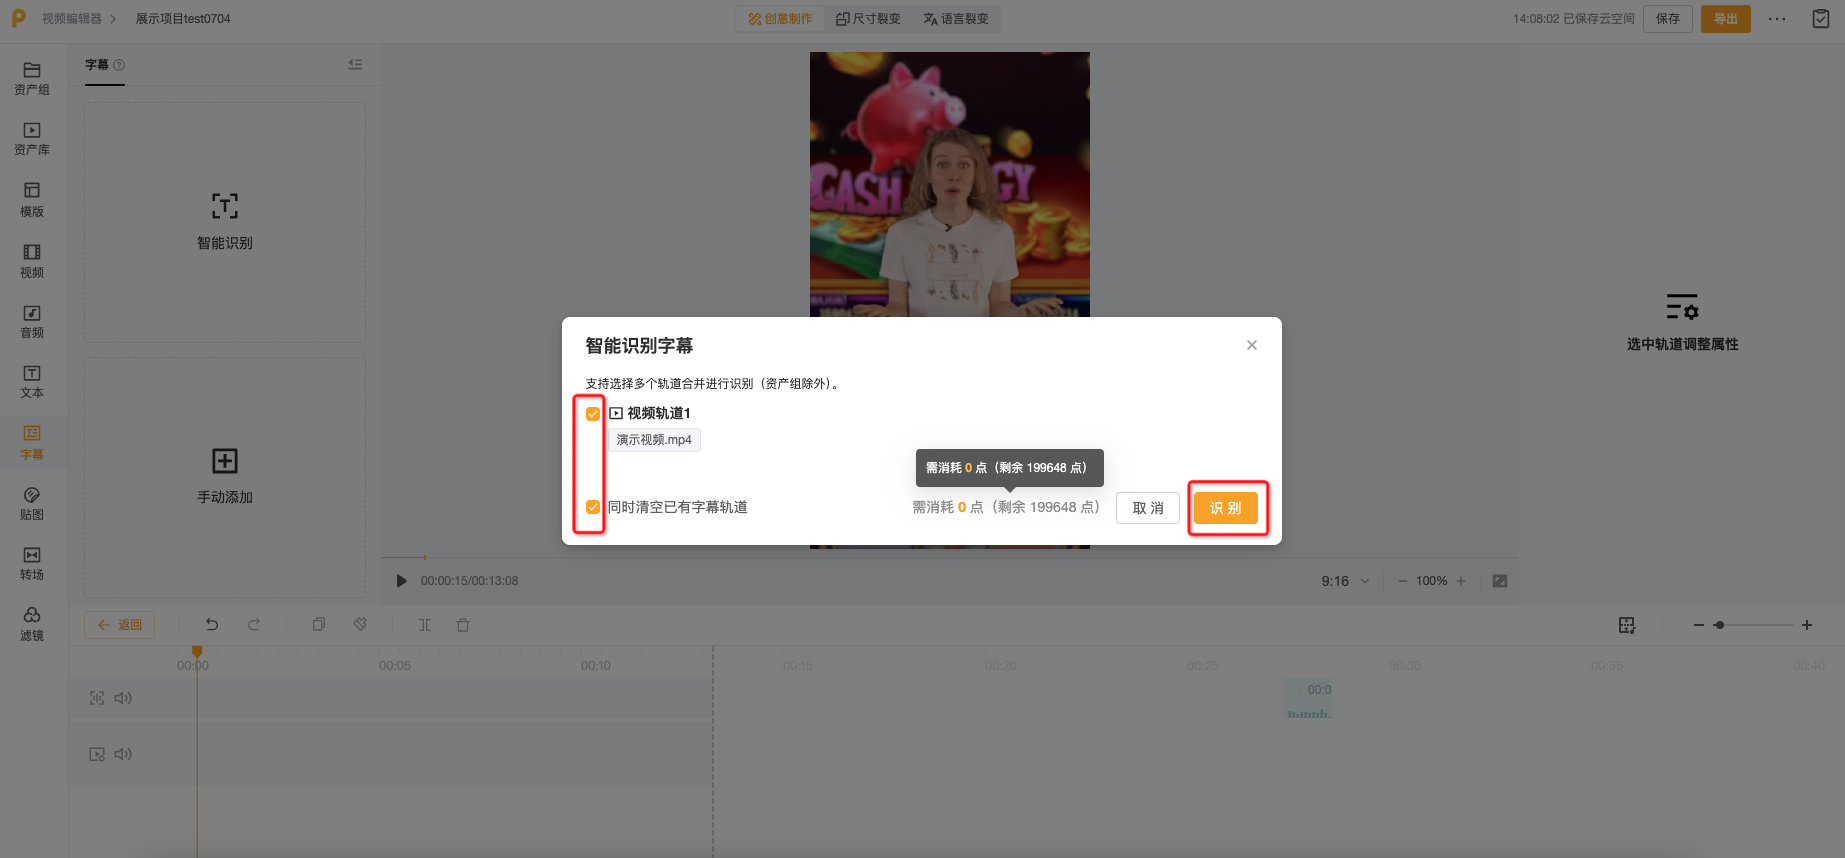 视频编辑器
展示项目test0704
创意制作
尺寸裂变
语言裂变
14:08:02 已保存云空间
保存
导出
资产组
资产库
模版
视频
音频
文本
字幕
贴图
转场
滤镜
字幕
智能识别
手动添加
CASH
选中轨道调整属性
智能识别字幕
支持选择多个轨道合并进行识别（资产组除外）。
视频轨道1
演示视频.mp4
需消耗 0 点（剩余 199648 点）
同时清空已有字幕轨道
需消耗 0 点（剩余 199648 点）
取 消
识 别
00:00:15/00:13:08
9:16
100%
返回
00:00
00:05
00:10
00:15
00:20
00:25
00:30
00:35
00:40
00:0